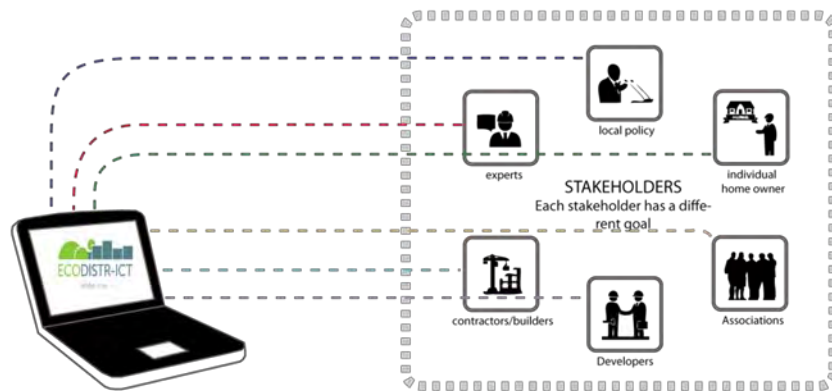 local policy
experts
individual
home owner
STAKEHOLDERS
Each stakeholder has a diffe-
rent goal
ECODISTR-ICT
contractors/builders
Developers
Associations